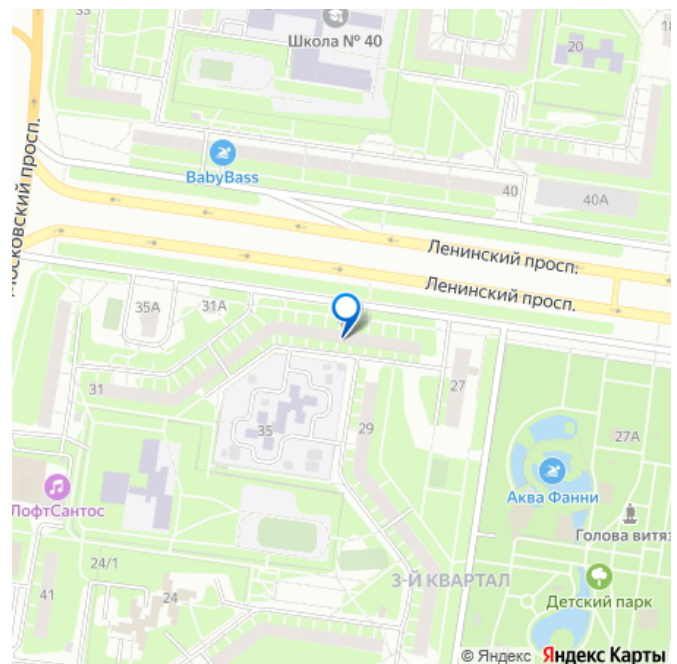 Школа № 40
20
18
BabyBass
40
40А
Московский просп.
Ленинский просп.
Ленинский просп.
35А
31А
31
27
35
29
27А
Аква Фанни
ЛофтСантос
Голова витяз
24/1
3-Й КВАРТАЛ
41
24
Детский парк
© Яндекс Яндекс Карты